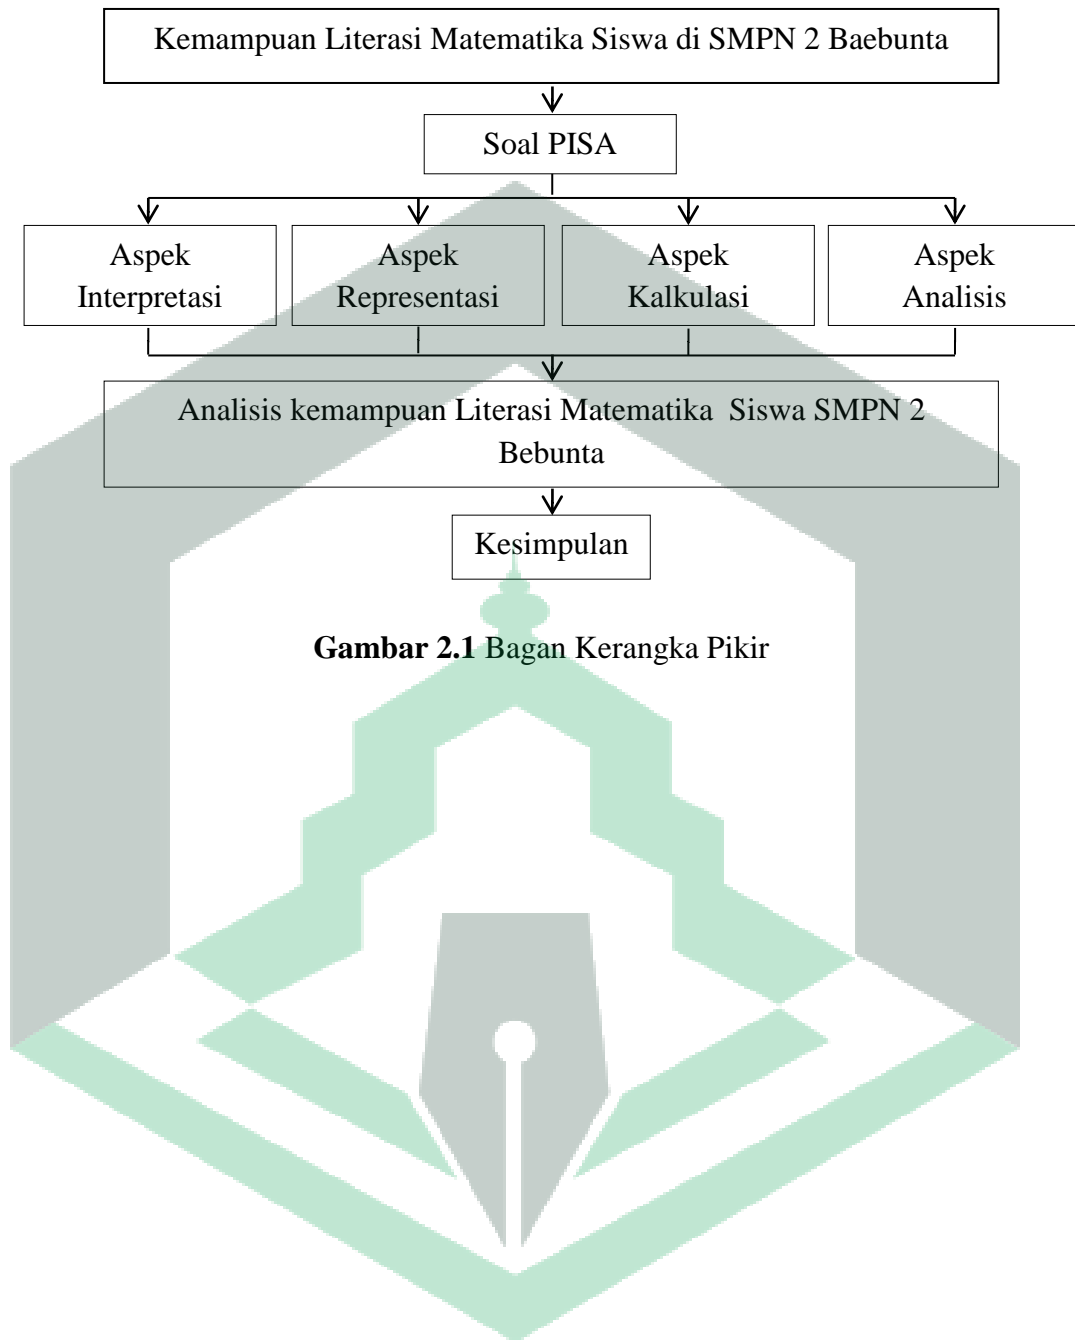 Kemampuan Literasi Matematika Siswa di SMPN 2 Baebunta
Soal PISA
Aspek
Interpretasi
Aspek
Representasi
Aspek
Kalkulasi
Aspek
Analisis
Analisis kemampuan Literasi Matematika  Siswa SMPN 2
Bebunta
Kesimpulan
Gambar 2.1 Bagan Kerangka Pikir